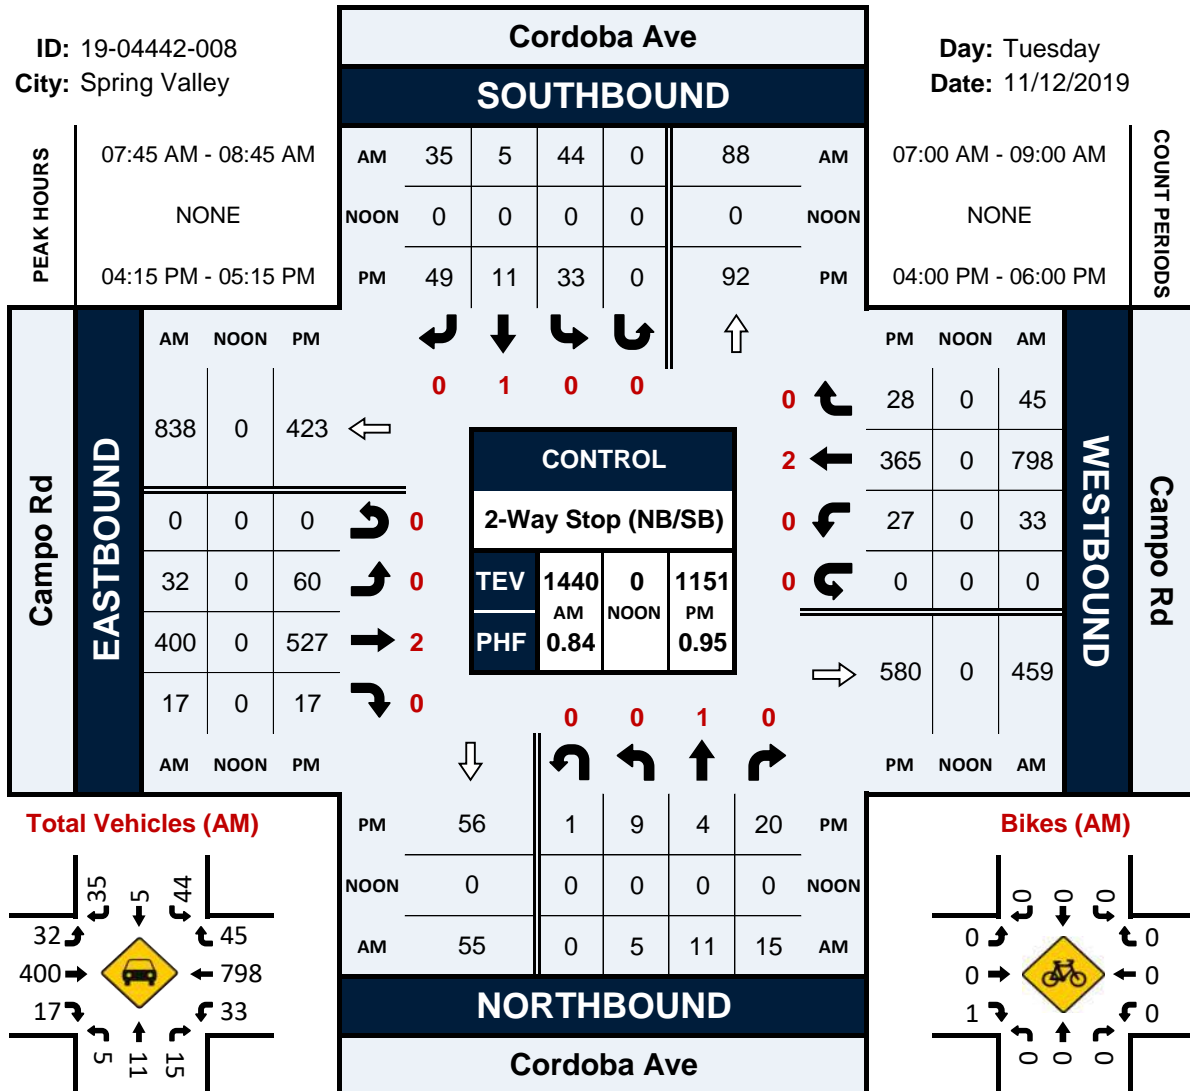 ID: 19-04442-008
City: Spring Valley
Cordoba Ave
SOUTHBOUND
Day: Tuesday
Date: 11/12/2019
PEAK HOURS
07:45 AM - 08:45 AM
NONE
04:15 PM - 05:15 PM
AM 35 5 44 0 88 AM
NOON 0 0 0 0 0 NOON
PM 49 11 33 0 92 PM
07:00 AM - 09:00 AM
NONE
04:00 PM - 06:00 PM
COUNT PERIODS
0 1 0 0
Campo Rd
EASTBOUND
AM NOON PM
838 0 423
0 0 0 0
32 0 60 0
400 0 527 2
17 0 17 0
AM NOON PM
CONTROL
2-Way Stop (NB/SB)
TEV 1440 0 1151
AM NOON PM
PHF 0.84 0.95
PM NOON AM
0 28 0 45
2 365 0 798
0 27 0 33
0 0 0 0
580 0 459
PM NOON AM
WESTBOUND
Campo Rd
0 0 1 0
PM 56 1 9 4 20 PM
NOON 0 0 0 0 0 NOON
AM 55 0 5 11 15 AM
NORTHBOUND
Cordoba Ave
Total Vehicles (AM)
35 5 44
32 45
400 798
17 33
5 11 15
Bikes (AM)
0 0 0
0 0
0 0
1 0
0 0 0